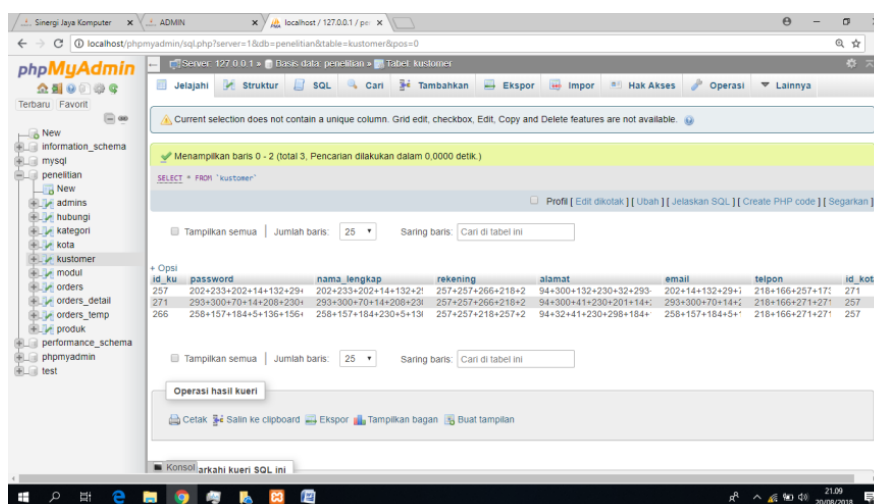 Sinergi Jaya Komputer
ADMIN
localhost / 127.0.0.1 / pe
localhost/phpmyadmin/sql.php?server=1&db=penelitian&table=kustomer&pos=0
phpMyAdmin
Terbaru Favorit
New
information_schema
mysql
penelitian
New
admins
hubungi
kategori
kota
kustomer
modul
orders
orders_detail
orders_temp
produk
performance_schema
phpmyadmin
test
Server: 127.0.0.1 » Basis data: penelitian » Tabel: kustomer
Jelajahi Struktur SQL Cari Tambahkan Ekspor Impor Hak Akses Operasi Lainnya
Current selection does not contain a unique column. Grid edit, checkbox, Edit, Copy and Delete features are not available.
Menampilkan baris 0 - 2 (total 3, Pencarian dilakukan dalam 0,0000 detik.)
SELECT * FROM `kustomer`
Profil [ Edit dikotak ] [ Ubah ] [ Jelaskan SQL ] [ Create PHP code ] [ Segarkan ]
Tampilkan semua | Jumlah baris: 25 Saring baris: Cari di tabel ini
+ Opsi
id_ku password nama_lengkap rekening alamat email telpon id_kota
257 202+233+202+14+132+29+ 202+233+202+14+132+2 257+257+266+218+2 94+300+132+230+32+293- 202+14+132+29+ 218+166+257+17 271
271 293+300+70+14+208+230+ 293+300+70+14+208+23 257+257+266+218+2 94+300+41+230+201+14+ 293+300+70+14+ 218+166+271+27 257
266 258+157+184+5+136+156+ 258+157+184+230+5+13 257+257+218+257+2 94+32+41+230+298+184+ 258+157+184+5+ 218+166+271+27 257
Tampilkan semua | Jumlah baris: 25 Saring baris: Cari di tabel ini
Operasi hasil kueri
Cetak Salin ke clipboard Ekspor Tampilkan bagan Buat tampilan
Konsol arkahi kueri SQL ini
21.09
20/08/2018